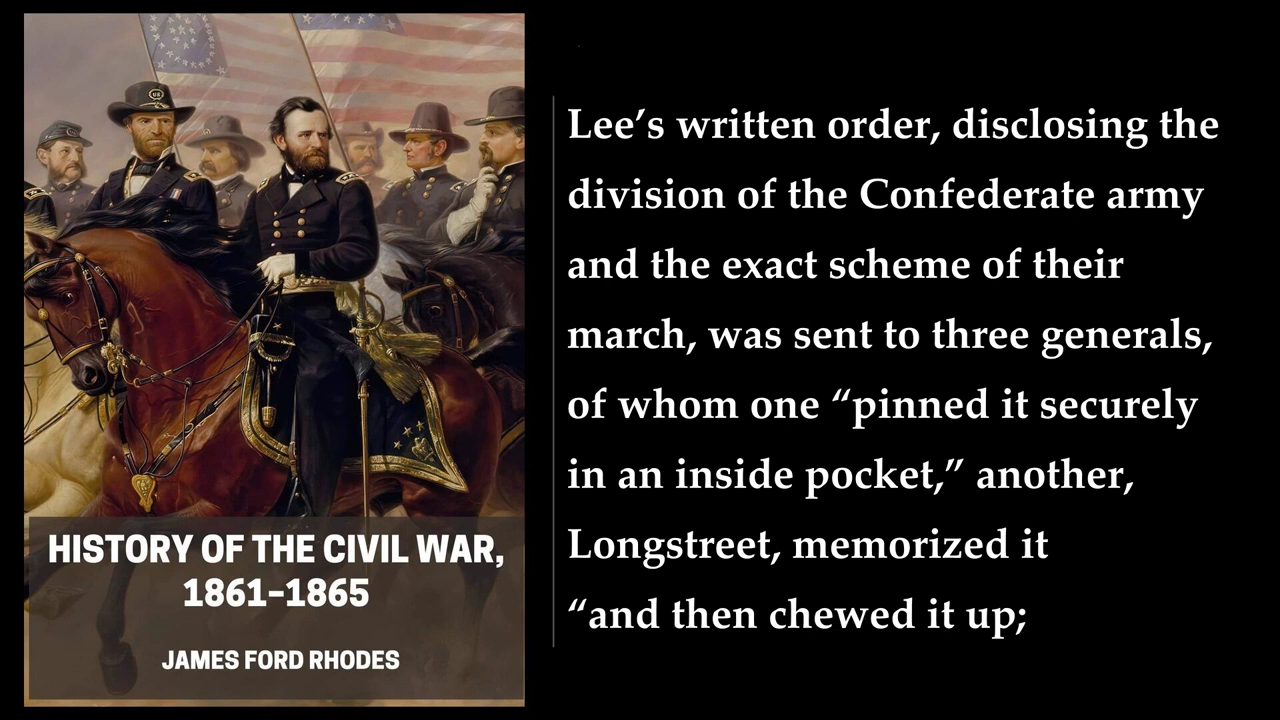 HISTORY OF THE CIVIL WAR,
1861–1865
JAMES FORD RHODES
Lee’s written order, disclosing the
division of the Confederate army
and the exact scheme of their
march, was sent to three generals,
of whom one “pinned it securely
in an inside pocket,” another,
Longstreet, memorized it
“and then chewed it up;